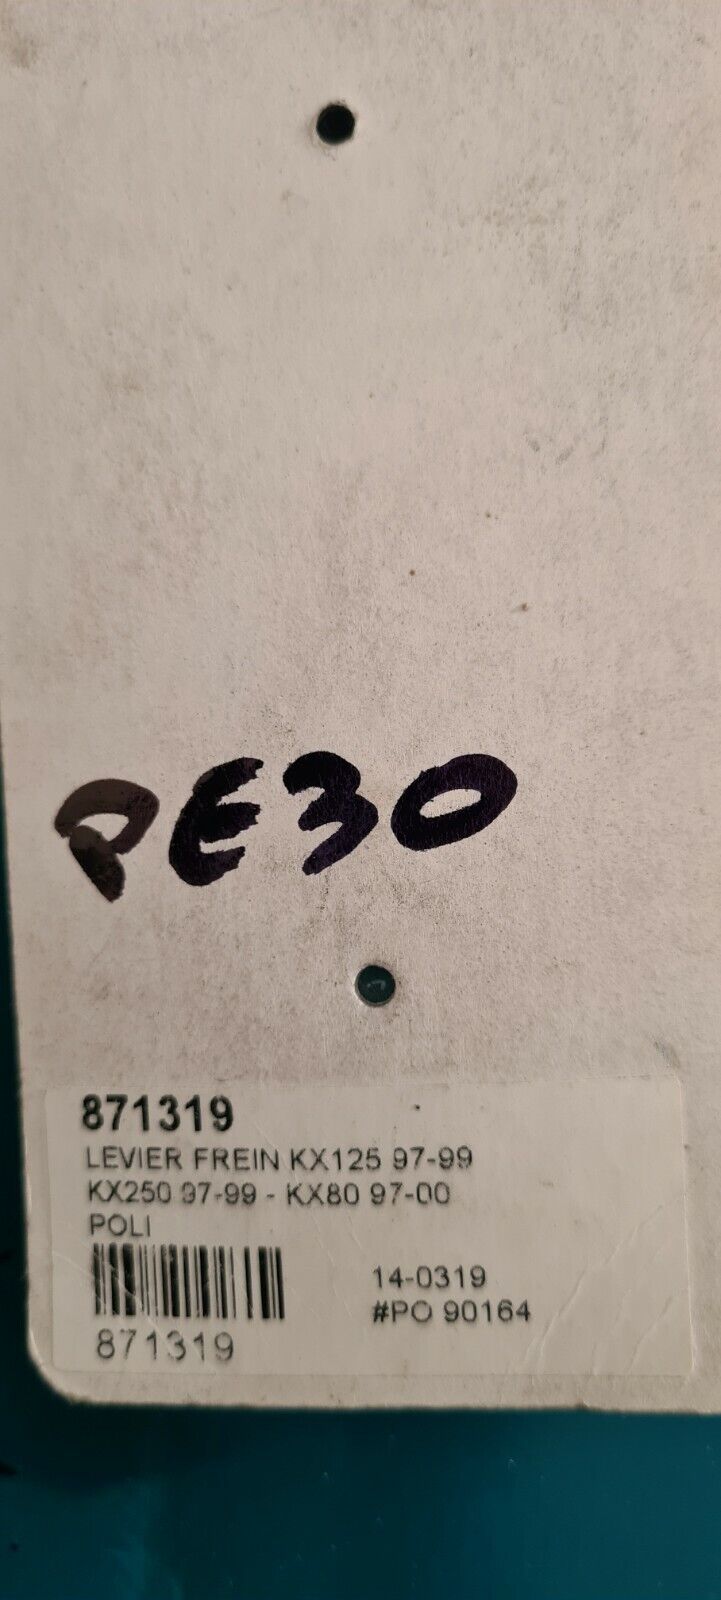 PE30
871319
LEVIER FREIN KX125 97-99
KX250 97-99 - KX80 97-00
POLI
14-0319
#PO 90164
871319